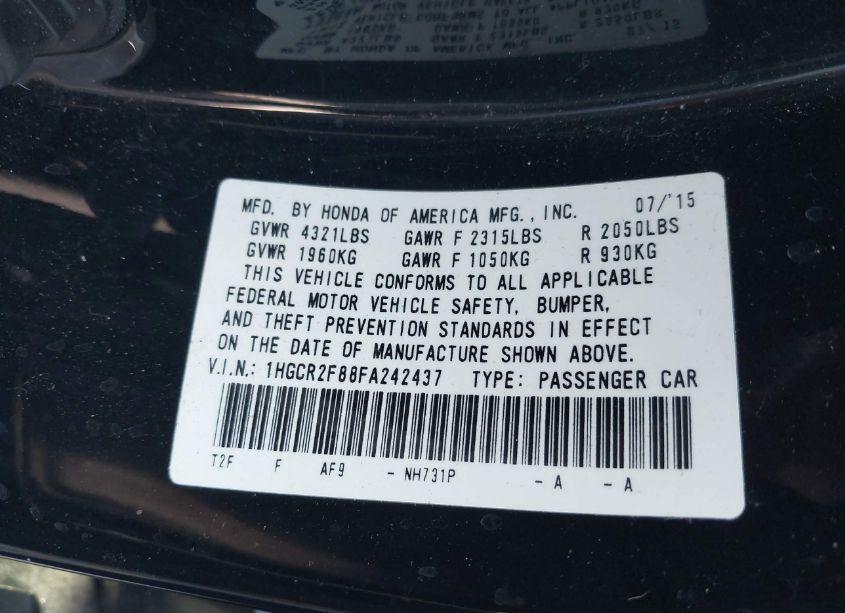 MFD. BY HONDA OF AMERICA MFG., INC. 07/'15
GVWR 4321LBS GAWR F 2315LBS R 2050LBS
GVWR 1960KG GAWR F 1050KG R 930KG
THIS VEHICLE CONFORMS TO ALL APPLICABLE
FEDERAL MOTOR VEHICLE SAFETY, BUMPER,
AND THEFT PREVENTION STANDARDS IN EFFECT
ON THE DATE OF MANUFACTURE SHOWN ABOVE.
V.I.N.: 1HGCR2F88FA242437 TYPE: PASSENGER CAR
T2F F AF9 - NH731P - A - A